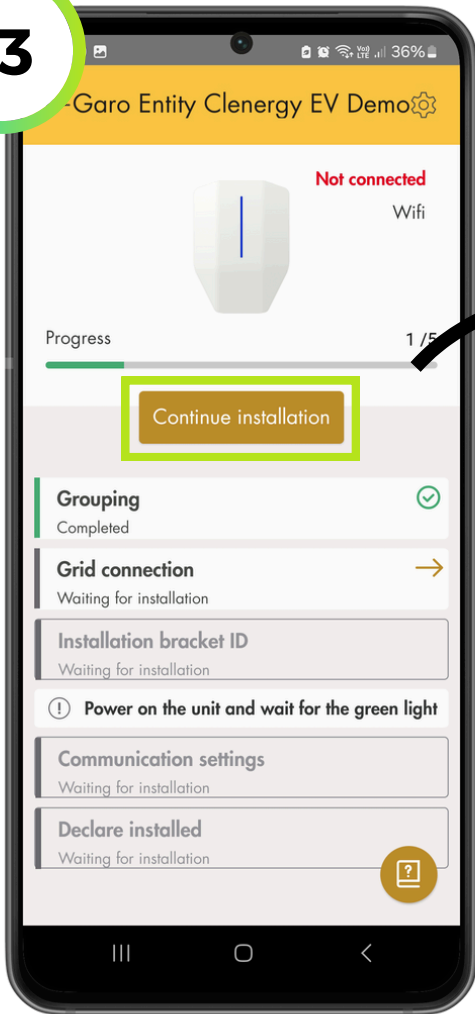 3
36%
-Garo Entity Clenergy EV Demo
Not connected
Wifi
Progress
1/5
Continue installation
Grouping
Completed
Grid connection
Waiting for installation
Installation bracket ID
Waiting for installation
Power on the unit and wait for the green light
Communication settings
Waiting for installation
Declare installed
Waiting for installation